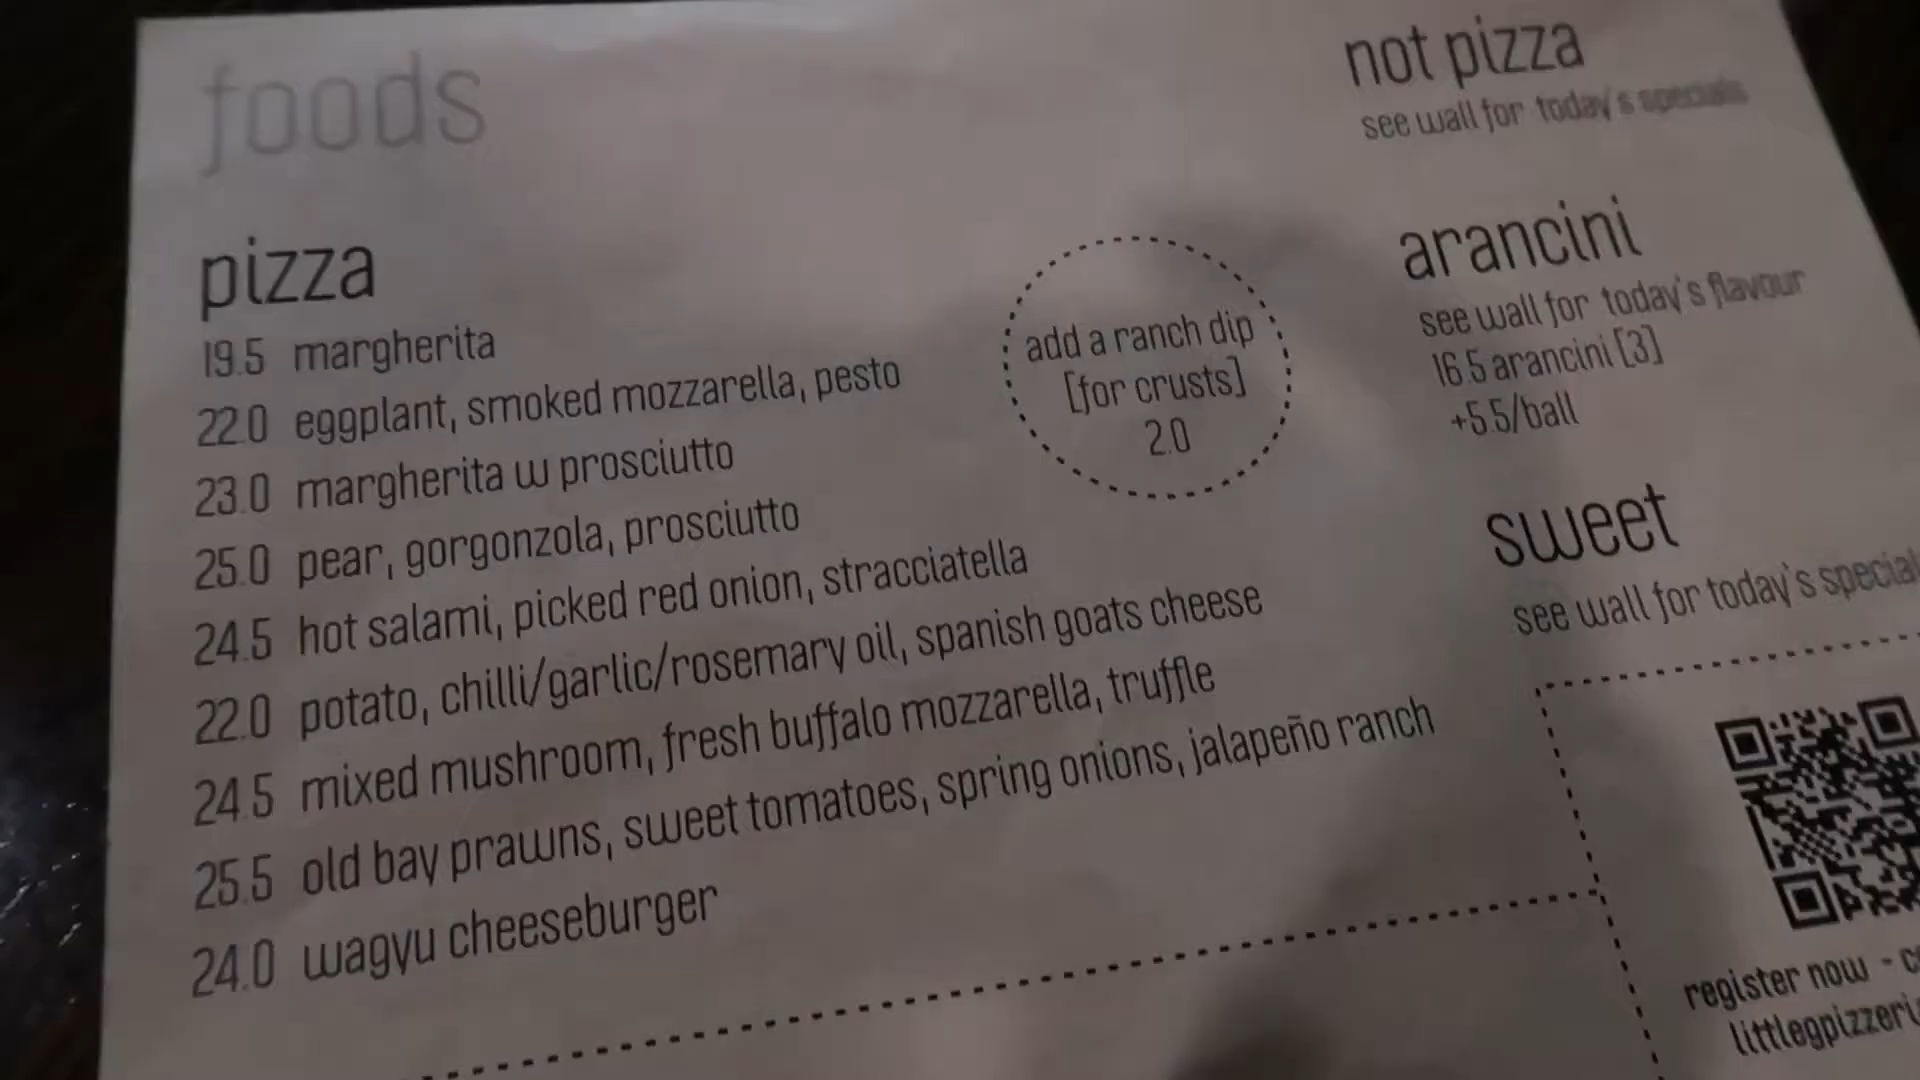 foods
pizza
19.5 margherita
22.0 eggplant, smoked mozzarella, pesto
23.0 margherita w prosciutto
25.0 pear, gorgonzola, prosciutto
24.5 hot salami, picked red onion, stracciatella
22.0 potato, chilli/garlic/rosemary oil, spanish goats cheese
24.5 mixed mushroom, fresh buffalo mozzarella, truffle
25.5 old bay prawns, sweet tomatoes, spring onions, jalapeño ranch
24.0 wagyu cheeseburger
add a ranch dip
[for crusts]
2.0
not pizza
see wall for today's specials
arancini
see wall for today's flavour
16.5 arancini [3]
+5.5/ball
sweet
see wall for today's special
register now -
littlegpizzeri